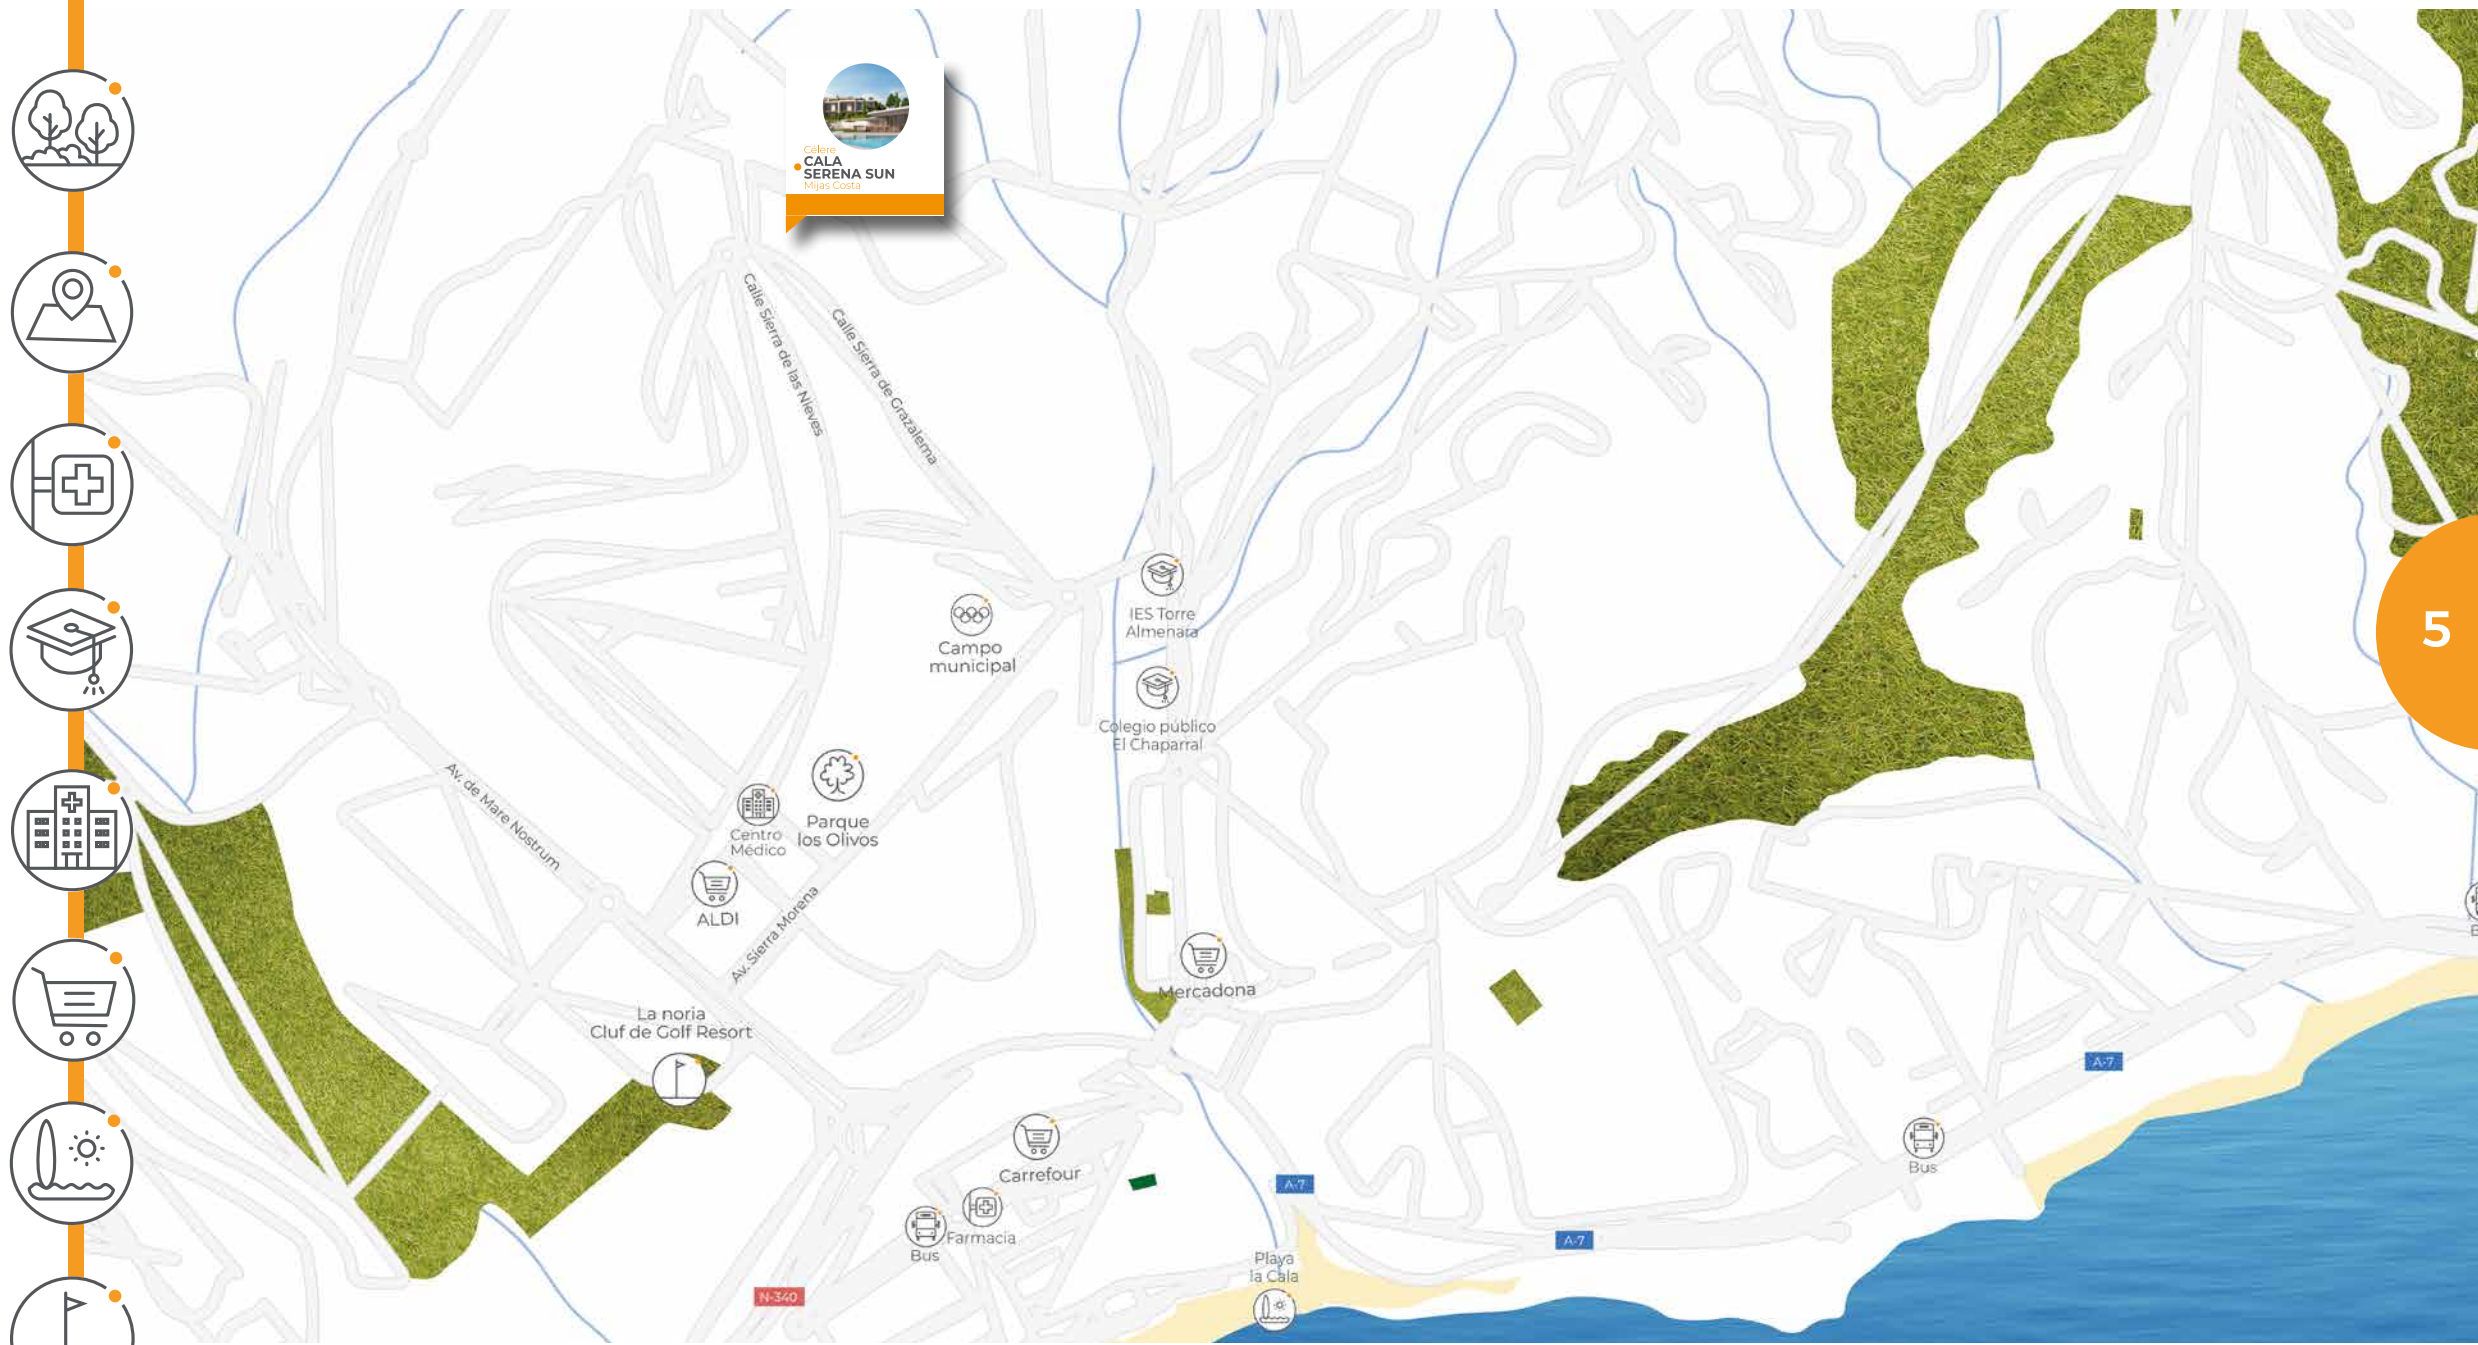 Célere
CALA
SERENA SUN
Mijas Costa
Calle Sierra de las Nieves
Calle Sierra de Grazalema
5
IES Torre
Almenara
Campo
municipal
Colegio público
El Chaparral
Av. de Mare Nostrum
Parque
los Olivos
Centro
Médico
ALDI
Av. Sierra Morena
Mercadona
La noria
Cluf de Golf Resort
A-7
Bus
Carrefour
A-7
Farmacia
Bus
A-7
Playa
la Cala
N-340